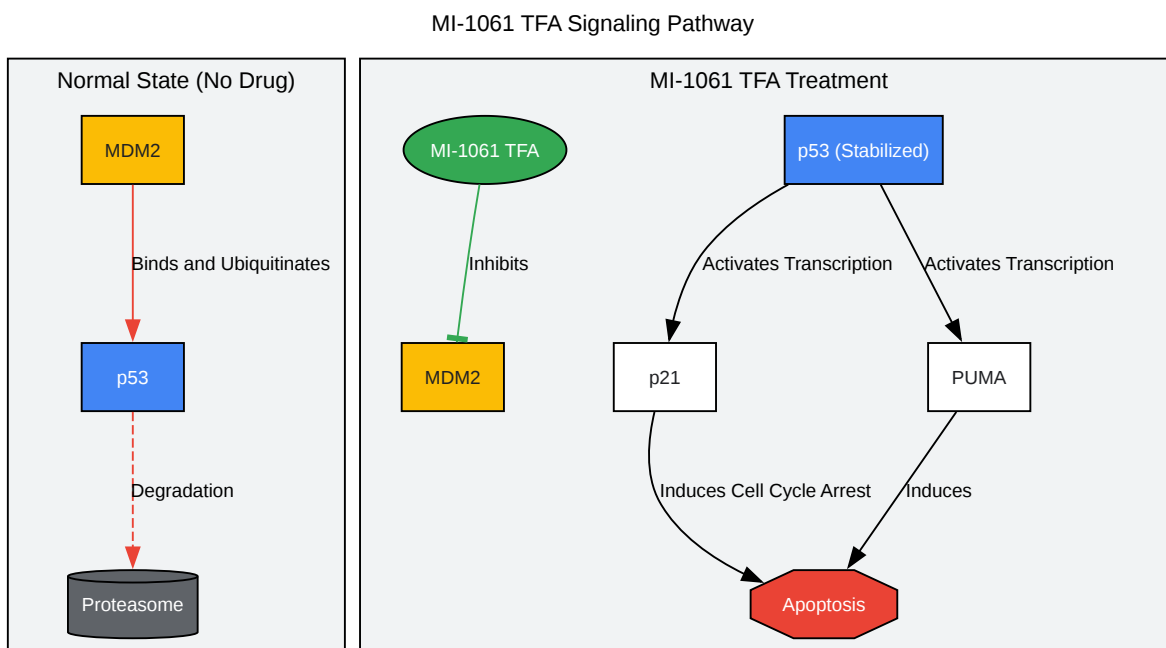 MI-1061 TFA Signaling Pathway
Normal State (No Drug)
MDM2
Binds and Ubiquitinates
p53
Degradation
Proteasome
MI-1061 TFA Treatment
MI-1061 TFA
p53 (Stabilized)
Inhibits
Activates Transcription
Activates Transcription
MDM2
p21
PUMA
Induces Cell Cycle Arrest
Induces
Apoptosis